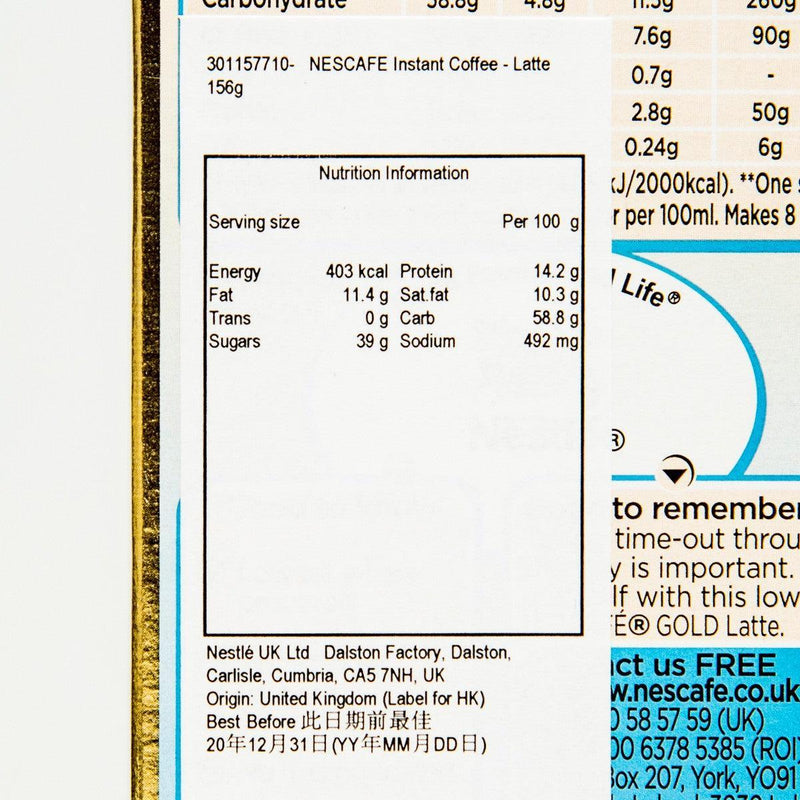 Carbohydrate 58.8g 4.8g 11.5g 260g
7.6g 90g
0.7g -
2.8g 50g
0.24g 6g
kJ/2000kcal). **One
per 100ml. Makes 8
301157710- NESCAFE Instant Coffee - Latte
156g
Nutrition Information
Serving size Per 100 g
Energy 403 kcal Protein 14.2 g
Fat 11.4 g Sat.fat 10.3 g
Trans 0 g Carb 58.8 g
Sugars 39 g Sodium 492 mg
Nestlé UK Ltd Dalston Factory, Dalston,
Carlisle, Cumbria, CA5 7NH, UK
Origin: United Kingdom (Label for HK)
Best Before 此日期前最佳
20年12月31日(YY年MM月DD日)
Life®
®
to remember
time-out throu
y is important.
lf with this low
FÉ® GOLD Latte.
act us FREE
w.nescafe.co.uk
0 58 57 59 (UK)
00 6378 5385 (ROI)
Box 207, York, YO91